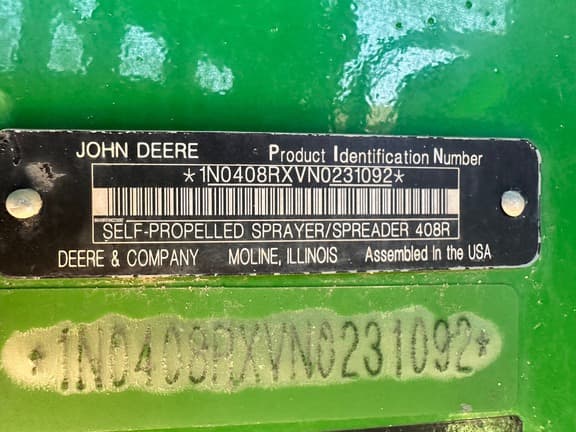 JOHN DEERE Product Identification Number
*1N0408RXVN0231092*
SELF-PROPELLED SPRAYER/SPREADER 408R
DEERE & COMPANY MOLINE, ILLINOIS Assembled In the USA
*1N0408RXVN0231092*